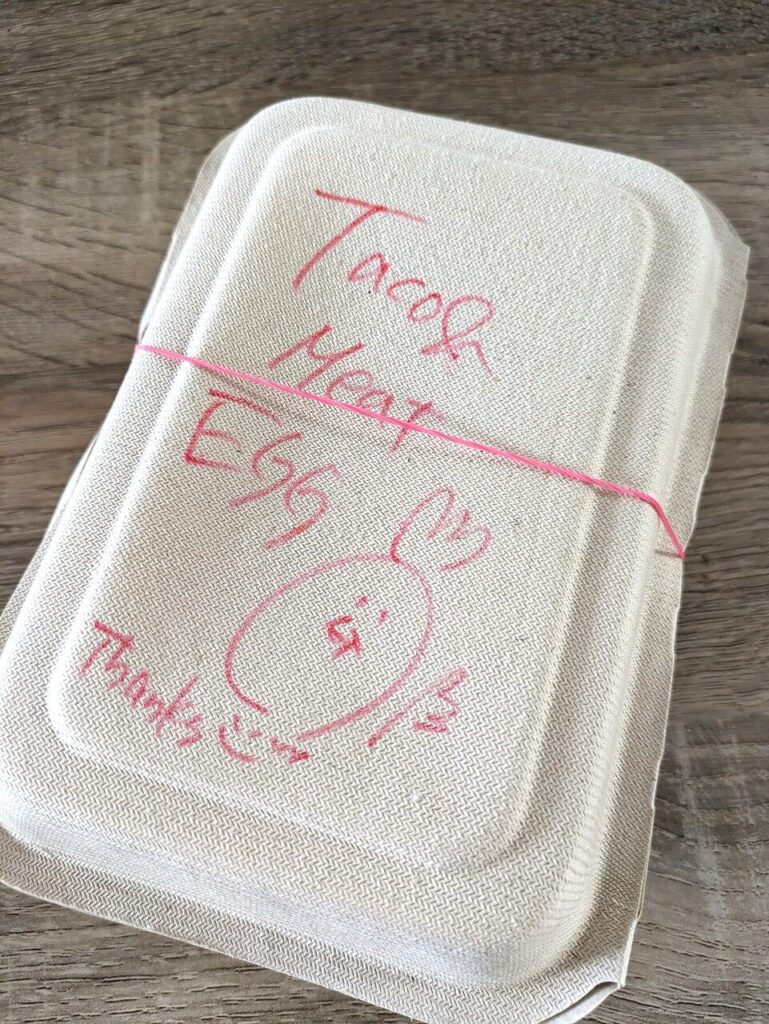 Taco &
Meat
EGG
Thanks